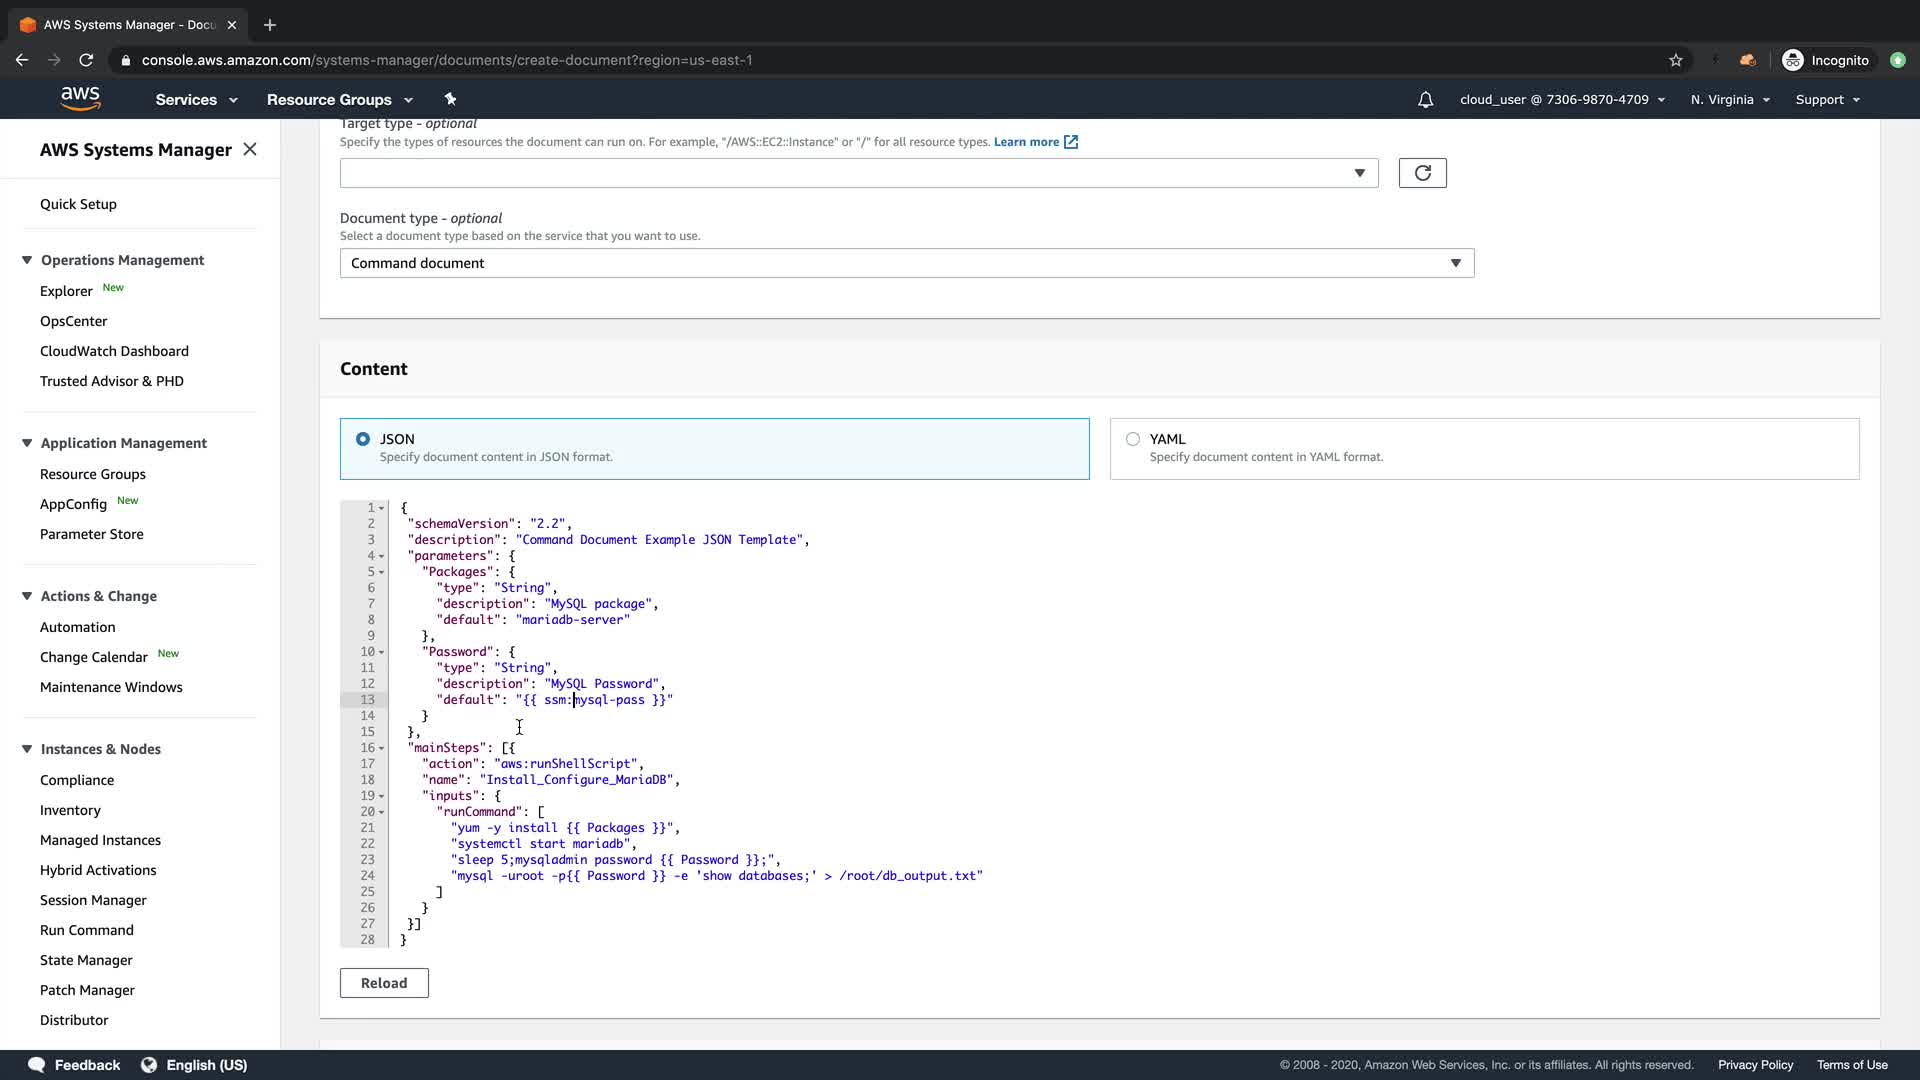 AWS Systems Manager - Docu
console.aws.amazon.com/systems-manager/documents/create-document?region=us-east-1
Incognito
aws
Services
Resource Groups
cloud_user @ 7306-9870-4709
N. Virginia
Support
AWS Systems Manager
Quick Setup
Operations Management
Explorer New
OpsCenter
CloudWatch Dashboard
Trusted Advisor & PHD
Application Management
Resource Groups
AppConfig New
Parameter Store
Actions & Change
Automation
Change Calendar New
Maintenance Windows
Instances & Nodes
Compliance
Inventory
Managed Instances
Hybrid Activations
Session Manager
Run Command
State Manager
Patch Manager
Distributor
Target type - optional
Specify the types of resources the document can run on. For example, "/AWS::EC2::Instance" or "/" for all resource types. Learn more
Document type - optional
Select a document type based on the service that you want to use.
Command document
Content
JSON
Specify document content in JSON format.
YAML
Specify document content in YAML format.
1 {
2 "schemaVersion": "2.2",
3 "description": "Command Document Example JSON Template",
4 "parameters": {
5 "Packages": {
6 "type": "String",
7 "description": "MySQL package",
8 "default": "mariadb-server"
9 },
10 "Password": {
11 "type": "String",
12 "description": "MySQL Password",
13 "default": "{{ ssm:mysql-pass }}"
14 }
15 },
16 "mainSteps": [{
17 "action": "aws:runShellScript",
18 "name": "Install_Configure_MariaDB",
19 "inputs": {
20 "runCommand": [
21 "yum -y install {{ Packages }}",
22 "systemctl start mariadb",
23 "sleep 5;mysqladmin password {{ Password }};",
24 "mysql -uroot -p{{ Password }} -e 'show databases;' > /root/db_output.txt"
25 ]
26 }
27 }]
28 }
Reload
Feedback
English (US)
© 2008 - 2020, Amazon Web Services, Inc. or its affiliates. All rights reserved.
Privacy Policy
Terms of Use